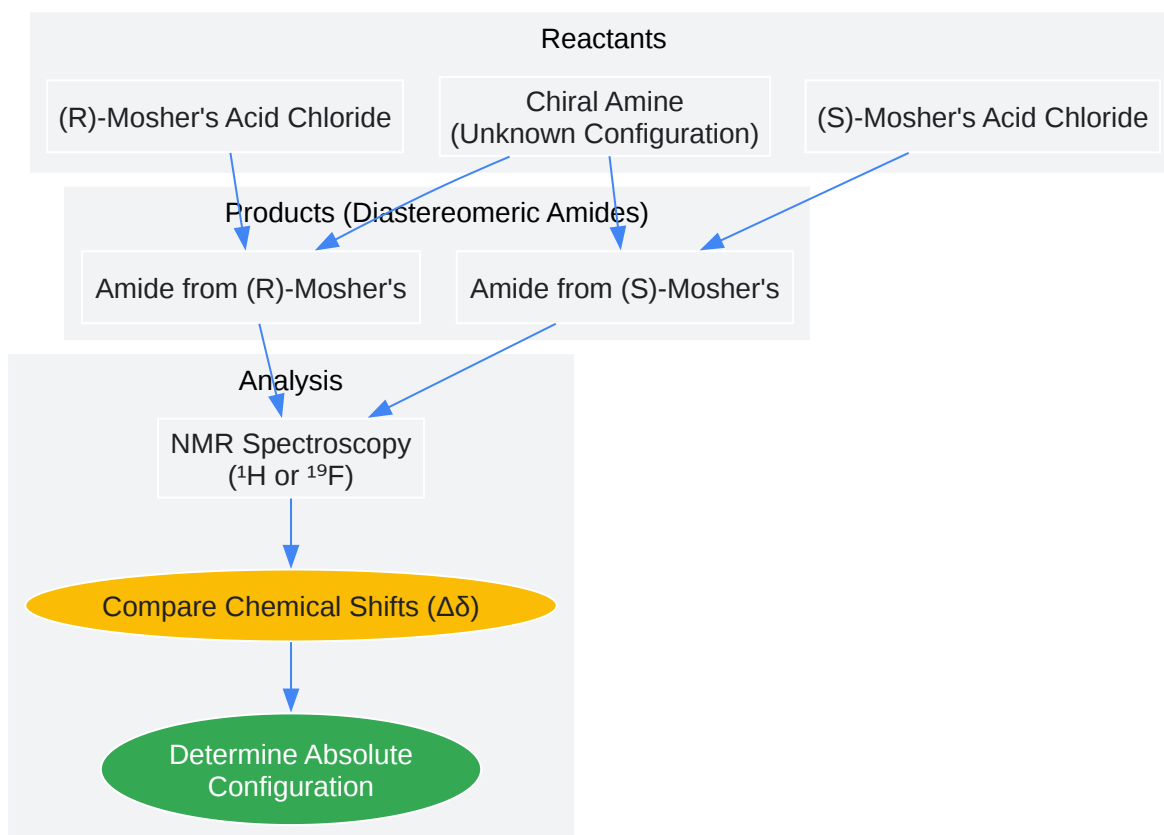 Reactants
(R)-Mosher's Acid Chloride
Chiral Amine
(Unknown Configuration)
(S)-Mosher's Acid Chloride
Products (Diastereomeric Amides)
Amide from (R)-Mosher's
Amide from (S)-Mosher's
Analysis
NMR Spectroscopy
(¹H or ¹⁹F)
Compare Chemical Shifts (Δδ)
Determine Absolute
Configuration